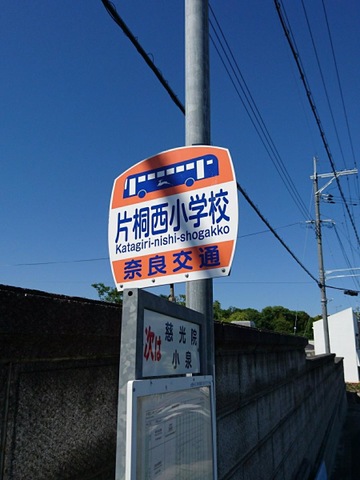 片桐西小学校
Katagiri-nishi-shogakko
奈良交通
次は
慈光院
小泉